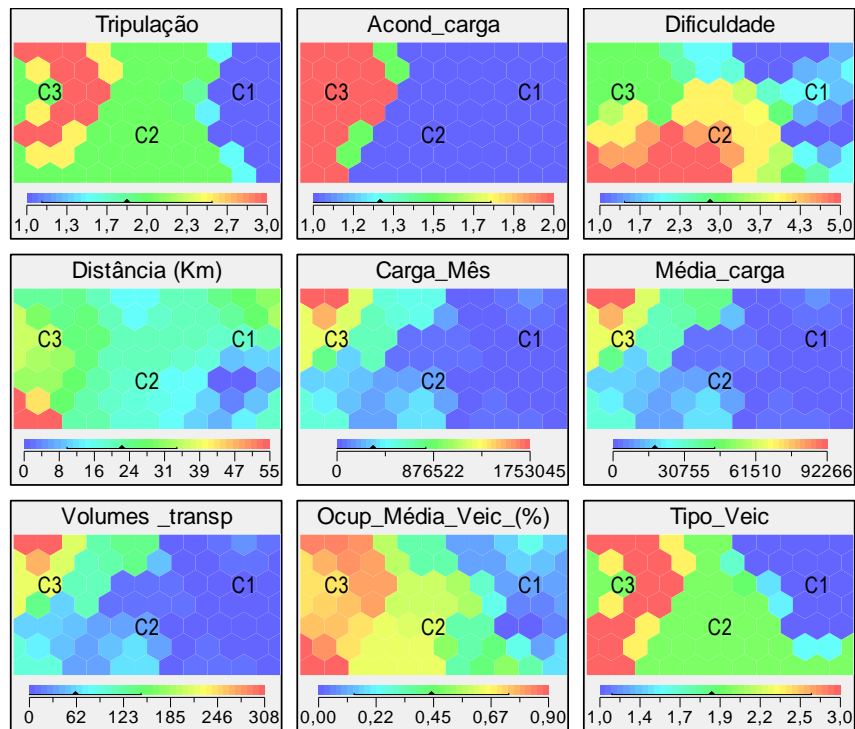 Tripulação
C3
C1
C2
1,0 1,3 1,7 2,0 2,3 2,7 3,0
Acond_carga
C3
C1
C2
1,0 1,2 1,3 1,5 1,7 1,8 2,0
Dificuldade
C3
C1
C2
1,0 1,7 2,3 3,0 3,7 4,3 5,0
Distância (Km)
C3
C1
C2
0 8 16 24 31 39 47 55
Carga_Mês
C3
C1
C2
0 876522 1753045
Média_carga
C3
C1
C2
0 30755 61510 92266
Volumes _transp
C3
C1
C2
0 62 123 185 246 308
Ocup_Média_Veic_(%)
C3
C1
C2
0,00 0,22 0,45 0,67 0,90
Tipo_Veic
C3
C1
C2
1,0 1,4 1,7 1,9 2,2 2,5 3,0